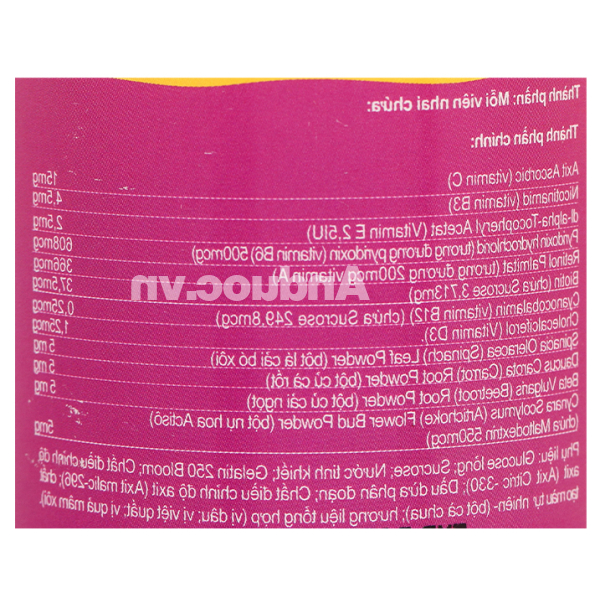 Thành phần: Mỗi viên nhai chứa:
Thành phần chính:
Axit Ascorbic (vitamin C) 15mg
Nicotinamid (vitamin B3) 4,5mg
dl-alpha-Tocopheryl Acetat (Vitamin E 2,5IU) 2,5mg
Pyridoxin hydrochlorid (tương đương pyridoxin (vitamin B6) 500mcg) 608mcg
Retinol Palmitat (tương đương 200mcg vitamin A) 366mcg
Biotin (chứa Sucrose 3.713mg) 37,5mg
Cyanocobalamin (vitamin B12) (chứa Sucrose 249,8mcg) 0,25mcg
Cholecalciferol (Vitamin D3) 1,25mcg
Spinacia Oleracea (Spinach) Leaf Powder (bột lá cải bó xôi) 5mg
Daucus Carota (Carrot) Root Powder (bột củ cà rốt) 5 mg
Beta Vulgaris (Beetroot) Root Powder (bột củ cải ngọt) 5 mg
Cynara Scolymus (Artichoke) Flower Bud Powder (bột nụ hoa Actisô)
(chứa Maltodextrin 550mcg) 5mg
Phụ liệu: Glucose lỏng; Sucrose; Nước tinh khiết; Gelatin 250 Bloom; Chất điều chỉnh độ
axit (Axit Citric -330); Dầu dừa phân đoạn; Chất điều chỉnh độ axit (Axit malic-296); chất
tạo màu tự nhiên- (bột cà chua); hương liệu tổng hợp (vị dâu; vị việt quất; vị quả mâm xôi).
Anduoc.vn